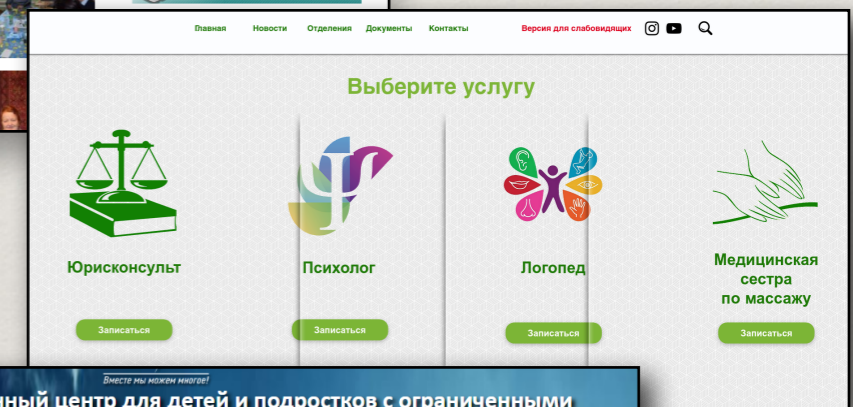 Главная Новости Отделения Документы Контакты Версия для слабовидящих
Выберите услугу
Юрисконсульт
Психолог
Логопед
Медицинская
сестра
по массажу
Записаться Записаться Записаться Записаться
Вместе мы можем многое!
центр для детей и подростков с ограниченными